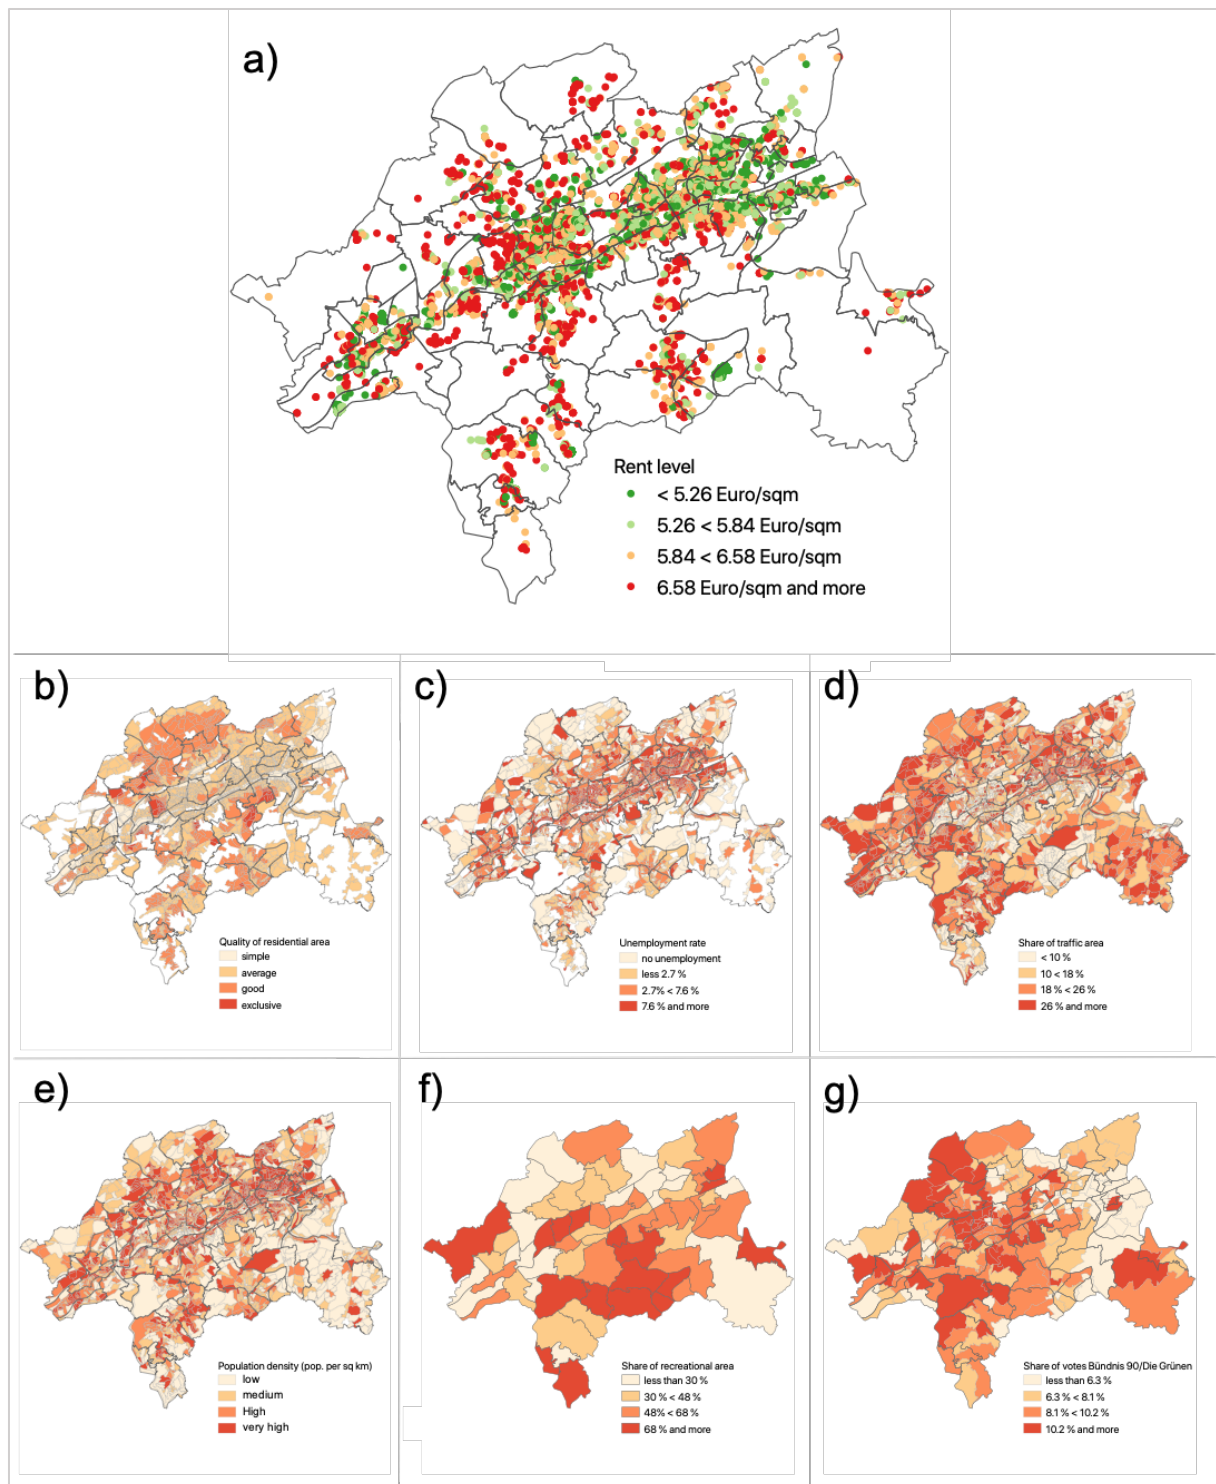 a)
Rent level
< 5.26 Euro/sqm
5.26 < 5.84 Euro/sqm
5.84 < 6.58 Euro/sqm
6.58 Euro/sqm and more
b)
Quality of residential area
simple
average
good
exclusive
c)
Unemployment rate
no unemployment
less 2.7 %
2.7% < 7.6 %
7.6 % and more
d)
Share of traffic area
< 10 %
10 < 18 %
18 % < 26 %
26 % and more
e)
Population density (pop. per sq km)
low
medium
High
very high
f)
Share of recreational area
less than 30 %
30 % < 48 %
48% < 68 %
68 % and more
g)
Share of votes Bündnis 90/Die Grünen
less than 6.3 %
6.3 % < 8.1 %
8.1 % < 10.2 %
10.2 % and more